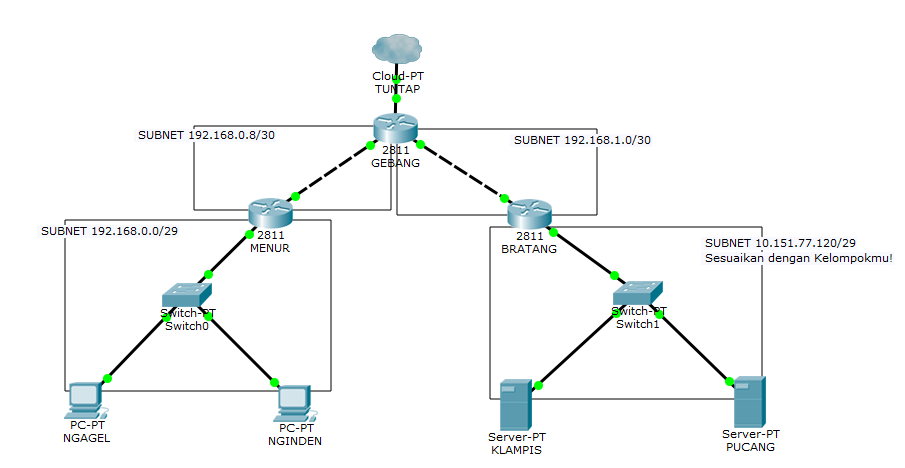 Cloud-PT
TUNTAP
SUBNET 192.168.0.8/30
SUBNET 192.168.1.0/30
2811
GEBANG
SUBNET 192.168.0.0/29
2811
MENUR
2811
BRATANG
SUBNET 10.151.77.120/29
Sesuaikan dengan Kelompokmu!
Switch-PT
Switch0
Switch-PT
Switch1
PC-PT
NGAGEL
PC-PT
NGINDEN
Server-PT
KLAMPIS
Server-PT
PUCANG